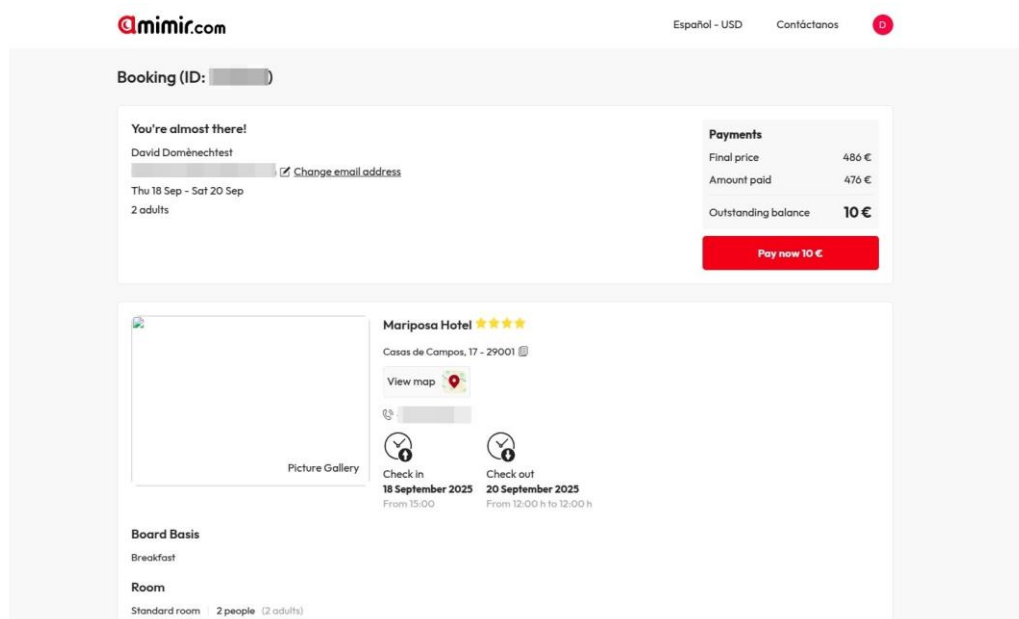 amimir.com
Español - USD
Contáctanos
D
Booking (ID: )
You're almost there!
David Domènechtest
Change email address
Thu 18 Sep - Sat 20 Sep
2 adults
Payments
Final price 486 €
Amount paid 476 €
Outstanding balance 10 €
Pay now 10 €
Picture Gallery
Mariposa Hotel
Casas de Campos, 17 - 29001
View map
Check in
18 September 2025
From 15:00
Check out
20 September 2025
From 12:00 h to 12:00 h
Board Basis
Breakfast
Room
Standard room 2 people (2 adults)